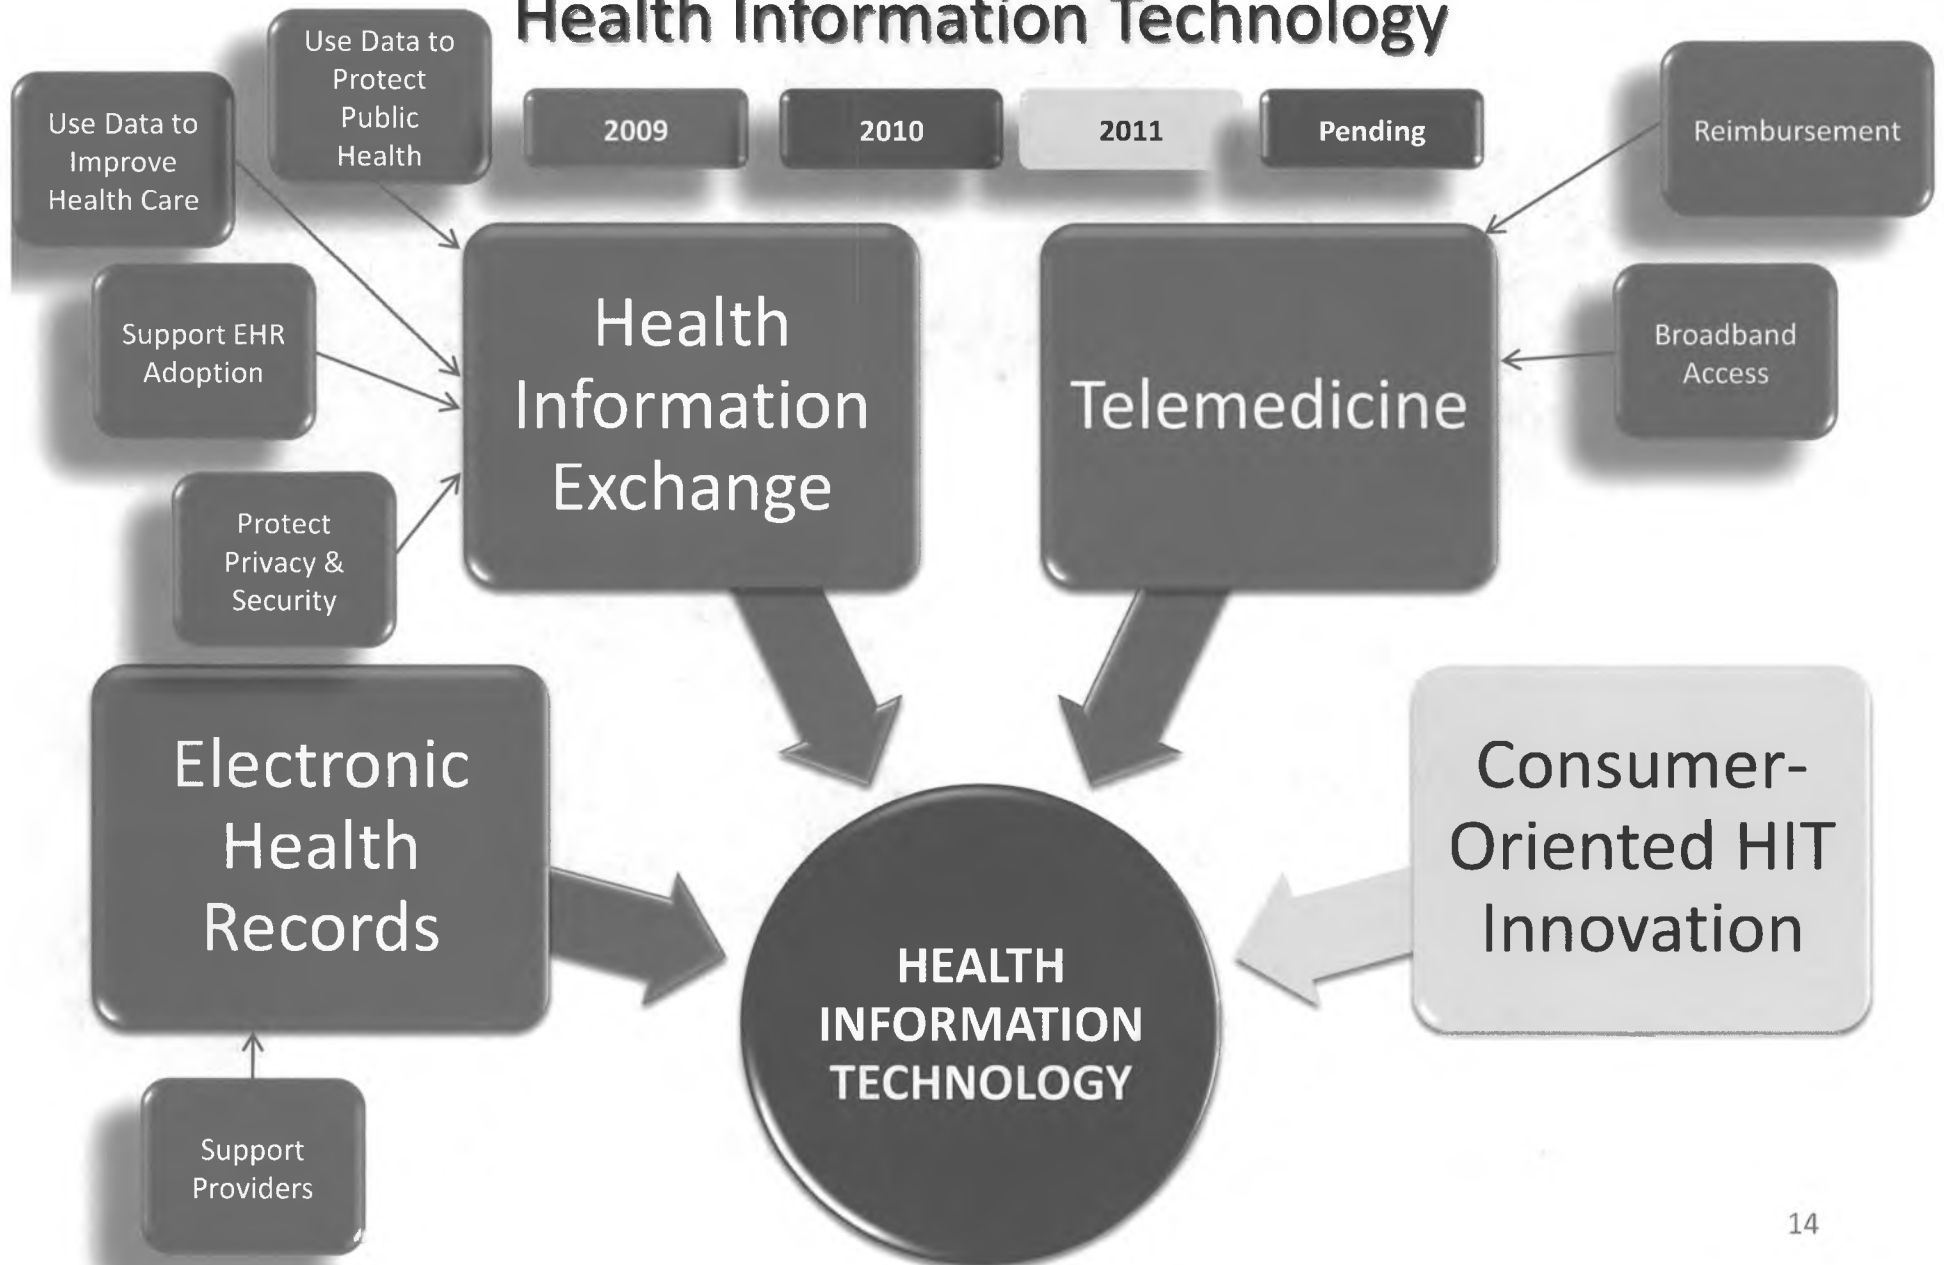 Health Information Technology
Use Data to
Protect
Public
Health
Use Data to
Improve
Health Care
2009
2010
2011
Pending
Reimbursement
Support EHR
Adoption
Health
Information
Exchange
Telemedicine
Broadband
Access
Protect
Privacy &
Security
Electronic
Health
Records
Consumer-
Oriented HIT
Innovation
HEALTH
INFORMATION
TECHNOLOGY
Support
Providers
14